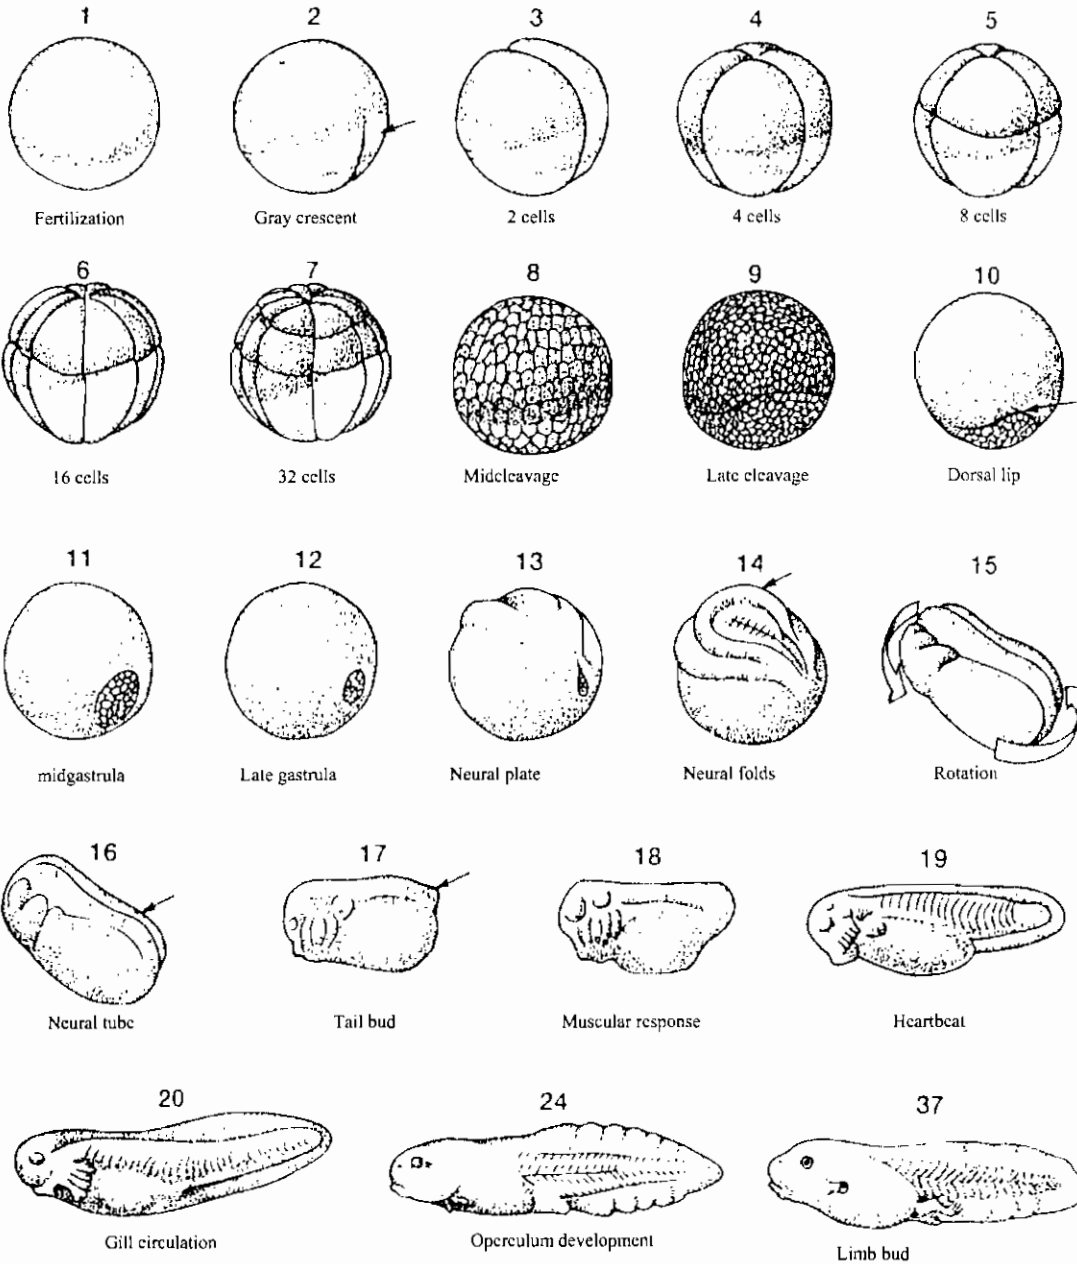 1 2 3 4 5
Fertilization Gray crescent 2 cells 4 cells 8 cells
6 7 8 9 10
16 cells 32 cells Midcleavage Late cleavage Dorsal lip
11 12 13 14 15
midgastrula Late gastrula Neural plate Neural folds Rotation
16 17 18 19
Neural tube Tail bud Muscular response Heartbeat
20 24 37
Gill circulation Operculum development Limb bud